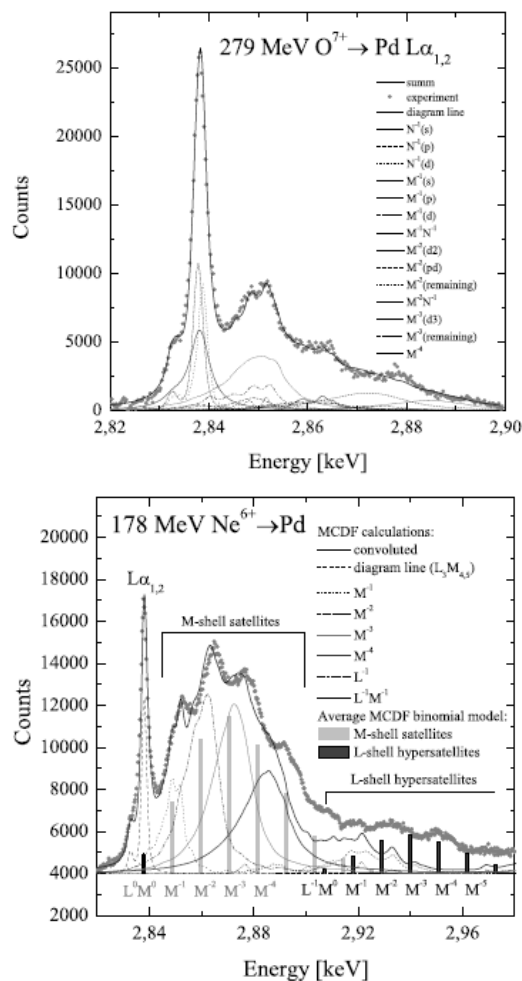 279 MeV O⁷⁺→ Pd Lα₁,₂
25000
20000
15000
10000
5000
0
Counts
summ
experiment
diagram line
N⁻¹(s)
N⁻¹(p)
N⁻¹(d)
M⁻¹(s)
M⁻¹(p)
M⁻¹(d)
M⁻¹N⁻¹
M⁻²(d2)
M⁻²(pd)
M⁻²(remaining)
M⁻²N⁻¹
M⁻³(d3)
M⁻³(remaining)
M⁻⁴
2,82 2,84 2,86 2,88 2,90
Energy [keV]
178 MeV Ne⁶⁺→Pd
20000
18000
16000
14000
12000
10000
8000
6000
4000
2000
Counts
Lα₁,₂
M-shell satellites
MCDF calculations:
convoluted
diagram line (L₃M₄,₅)
M⁻¹
M⁻²
M⁻³
M⁻⁴
L⁻¹
L⁻¹M⁻¹
Average MCDF binomial model:
M-shell satellites
L-shell hypersatellites
L-shell hypersatellites
L⁰M⁰ M⁻¹ M⁻² M⁻³ M⁻⁴ L⁻¹M⁰ M⁻¹ M⁻² M⁻³ M⁻⁴ M⁻⁵
2,84 2,88 2,92 2,96
Energy [keV]